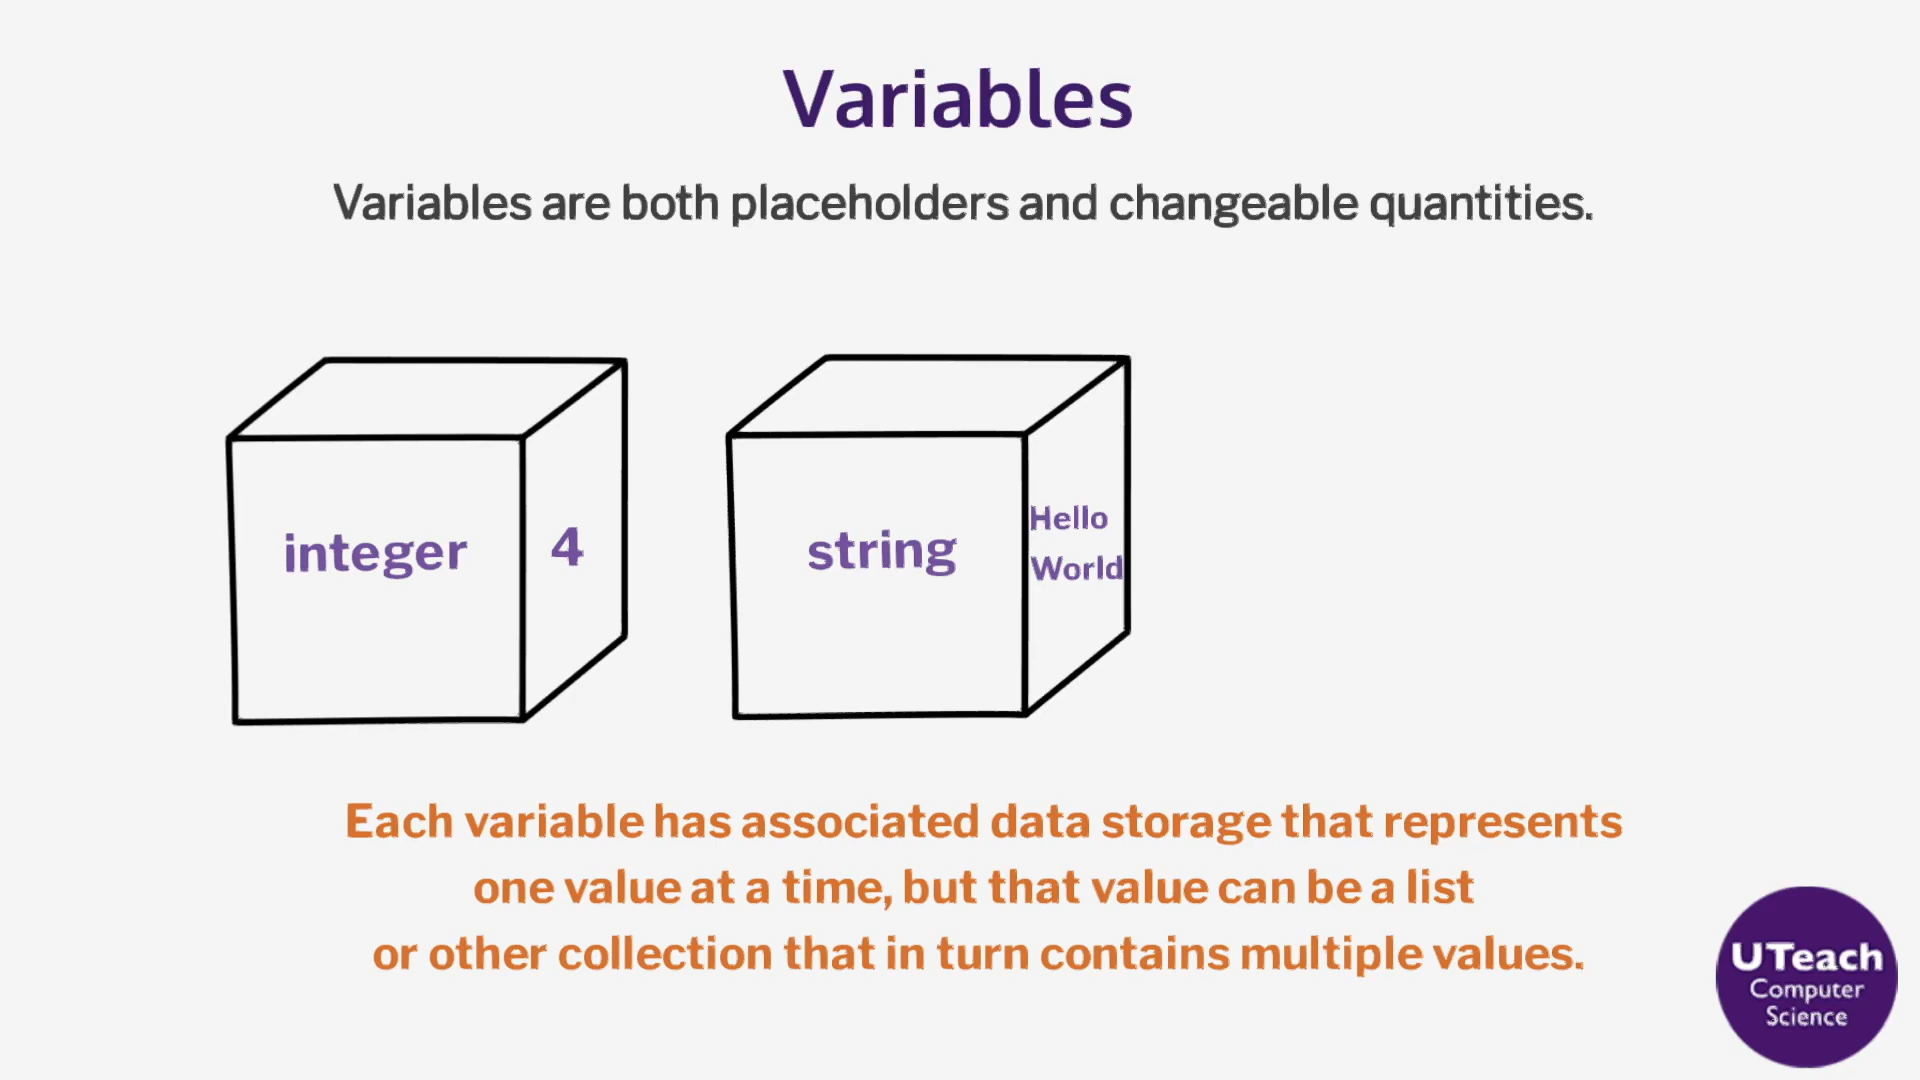 Variables
Variables are both placeholders and changeable quantities.
integer
4
string
Hello
World
Each variable has associated data storage that represents
one value at a time, but that value can be a list
or other collection that in turn contains multiple values.
UTeach
Computer
Science